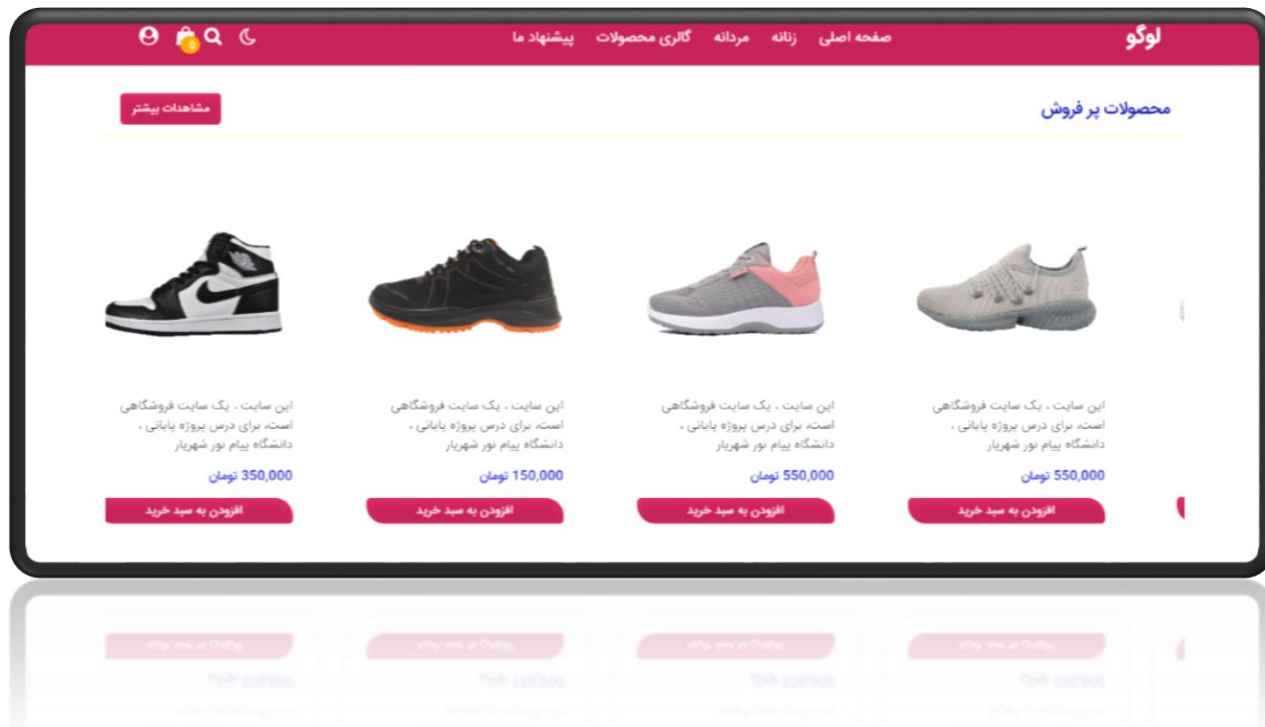 لوگو
صفحه اصلی زنانه مردانه گالری محصولات پیشنهاد ما
0
محصولات پر فروش
مشاهدات بیشتر
این سایت ، یک سایت فروشگاهی
است، برای درس پروژه پایانی ،
دانشگاه پیام نور شهریار
550,000 تومان
افزودن به سبد خرید
این سایت ، یک سایت فروشگاهی
است، برای درس پروژه پایانی ،
دانشگاه پیام نور شهریار
550,000 تومان
افزودن به سبد خرید
این سایت ، یک سایت فروشگاهی
است، برای درس پروژه پایانی ،
دانشگاه پیام نور شهریار
150,000 تومان
افزودن به سبد خرید
این سایت ، یک سایت فروشگاهی
است، برای درس پروژه پایانی ،
دانشگاه پیام نور شهریار
350,000 تومان
افزودن به سبد خرید